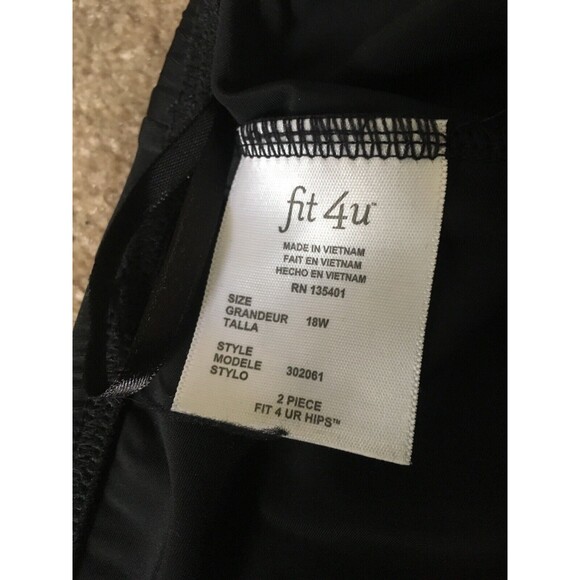 fit 4u™
MADE IN VIETNAM
FAIT EN VIETNAM
HECHO EN VIETNAM
RN 135401
SIZE
GRANDEUR 18W
TALLA
STYLE
MODELE 302061
STYLO
2 PIECE
FIT 4 UR HIPS™